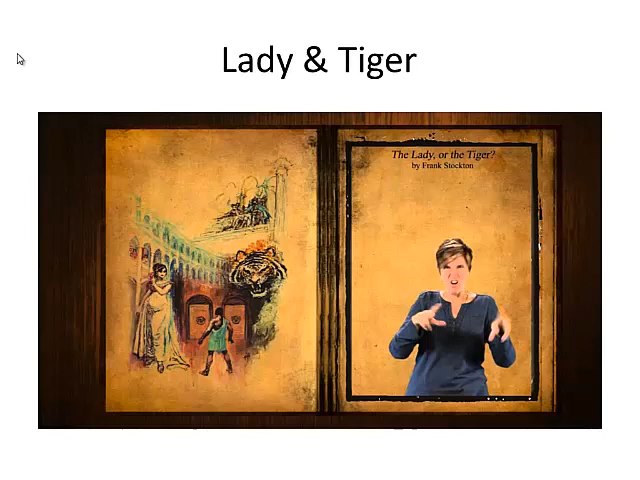 Lady & Tiger
The Lady, or the Tiger?
by Frank Stockton